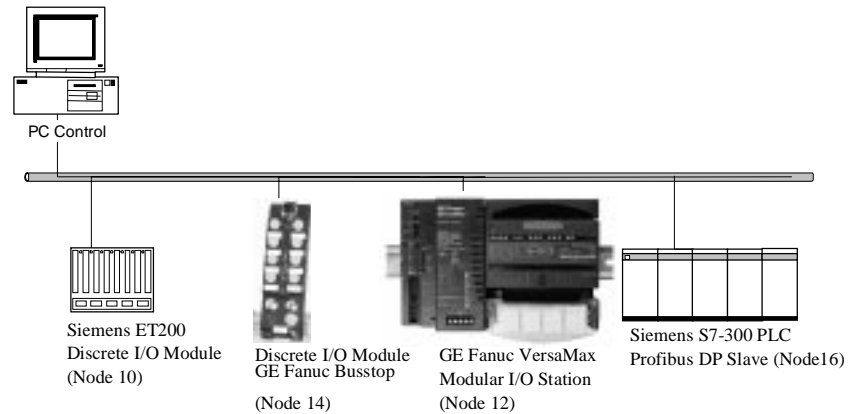 PC Control
Siemens ET200
Discrete I/O Module
(Node 10)
Discrete I/O Module
GE Fanuc Busstop
(Node 14)
GE Fanuc VersaMax
Modular I/O Station
(Node 12)
Siemens S7-300 PLC
Profibus DP Slave (Node16)